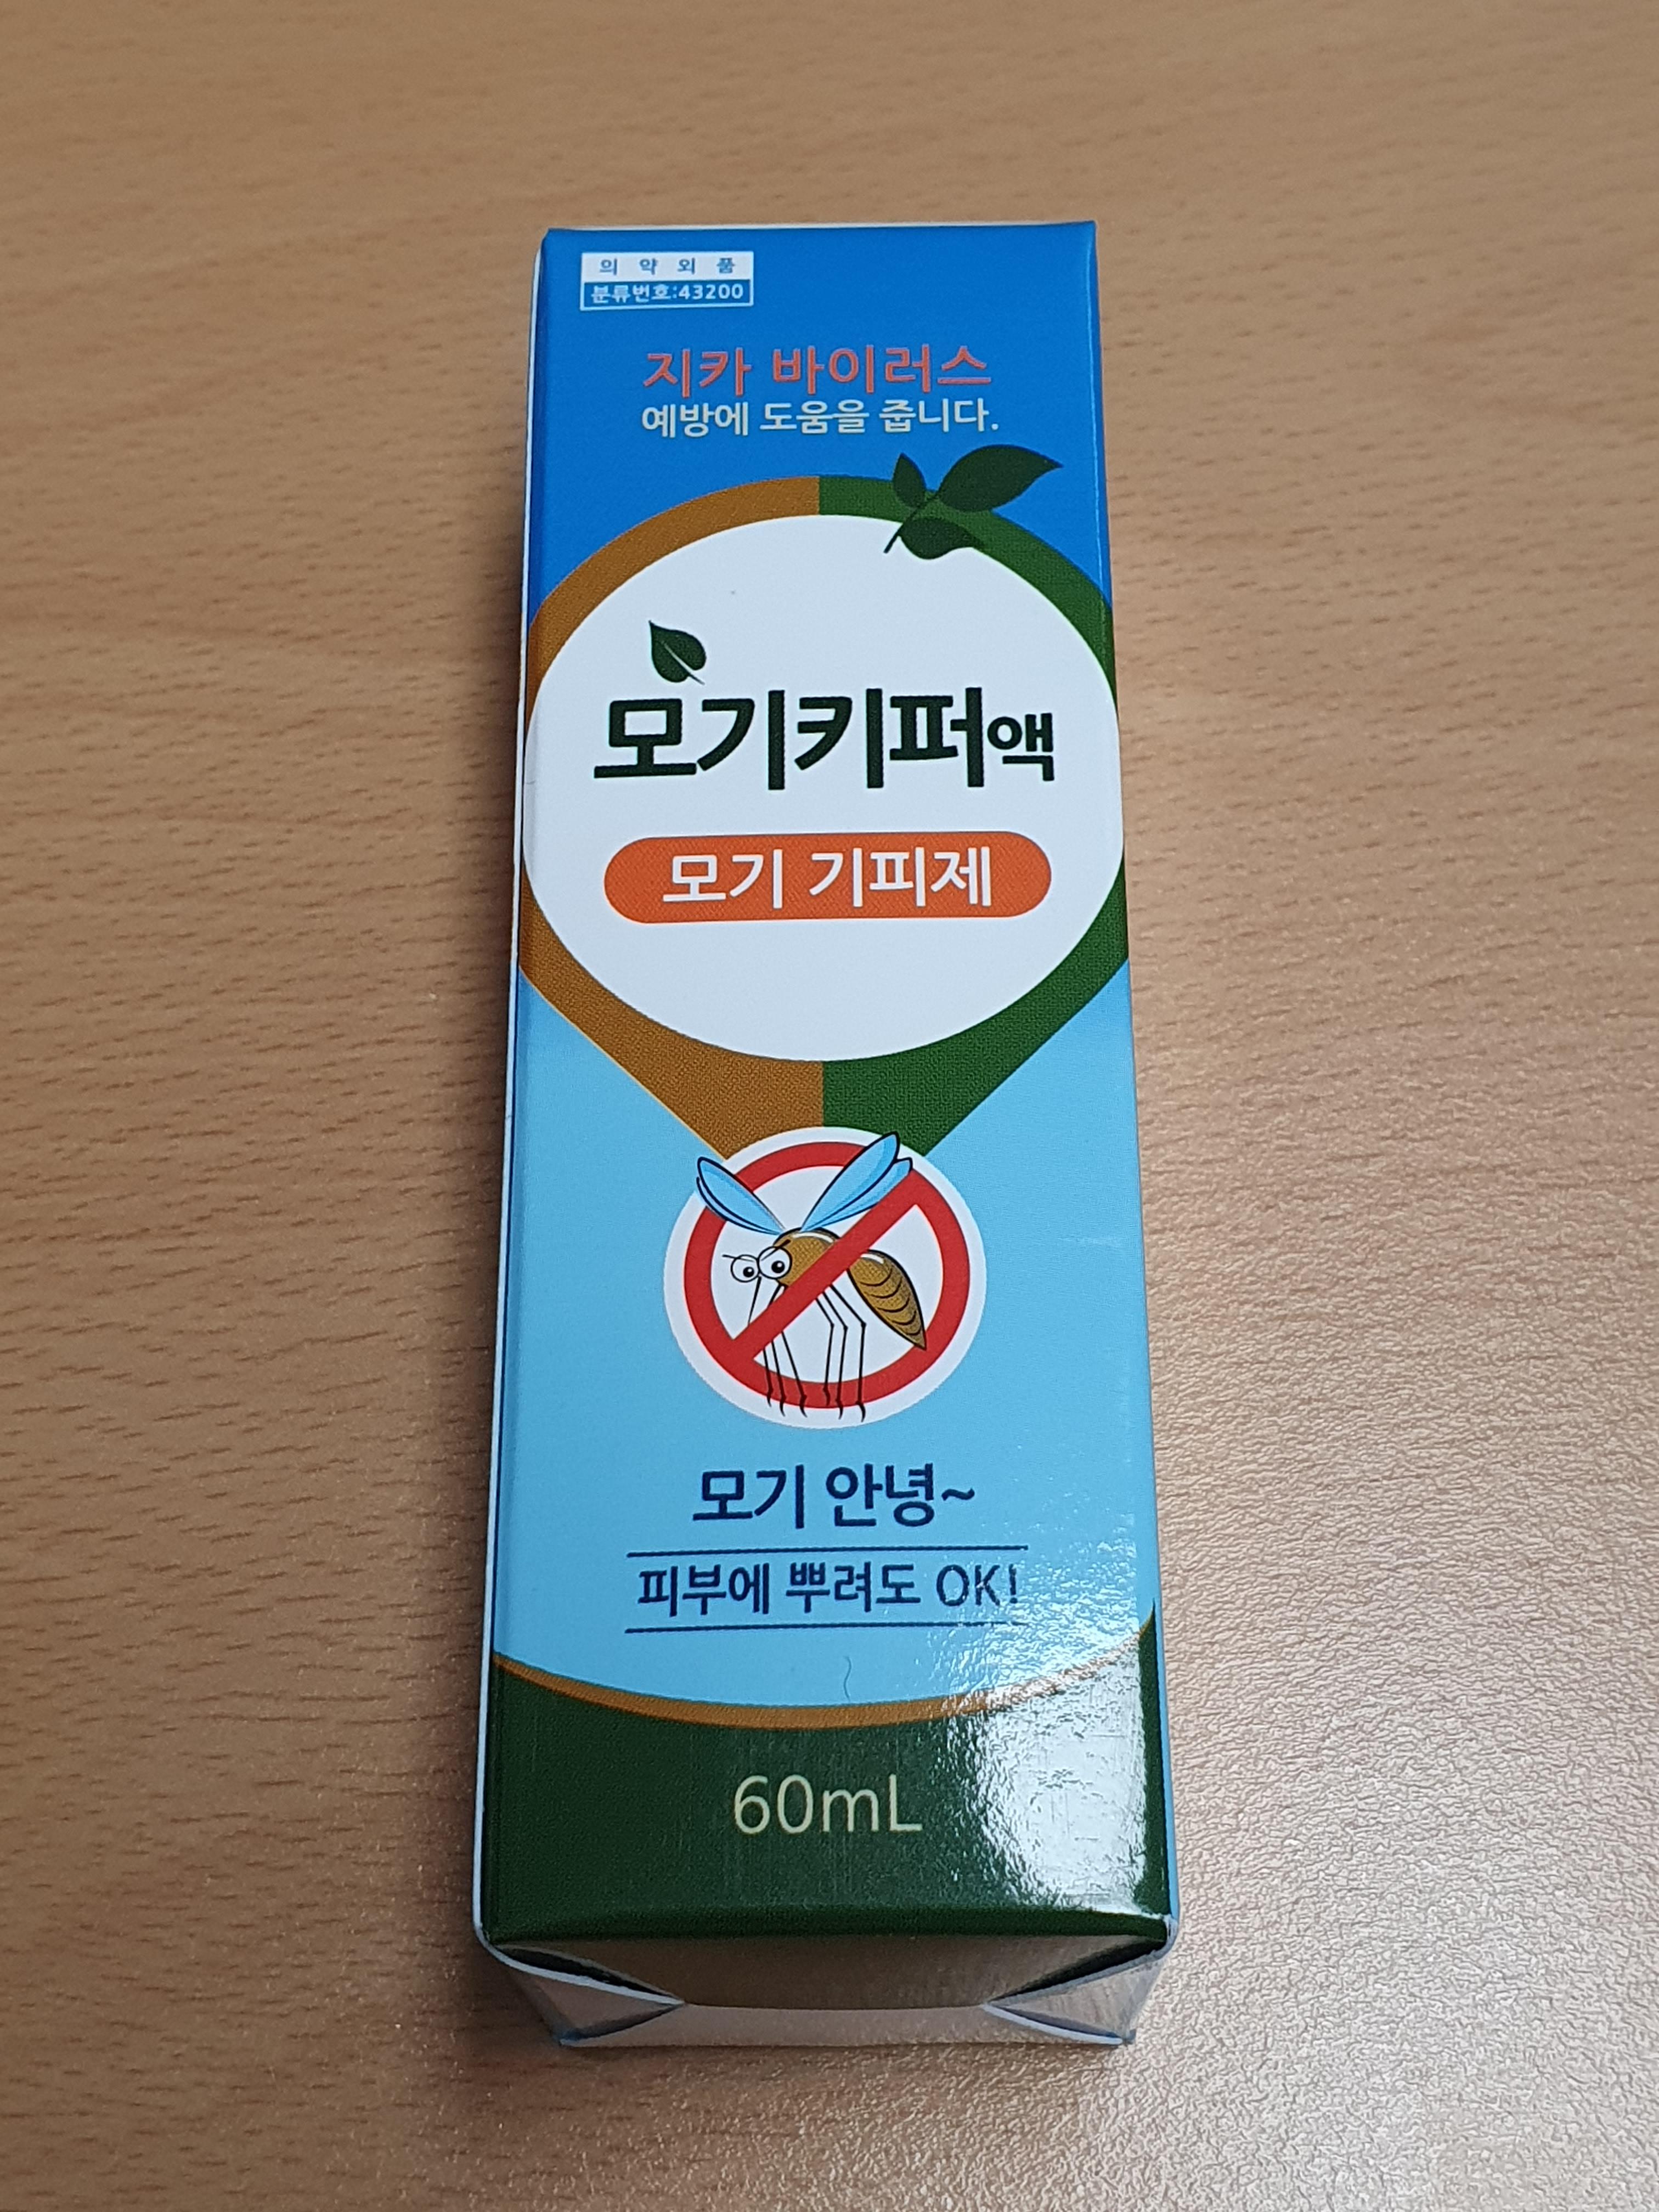 의약외품
분류번호:43200
지카 바이러스
예방에 도움을 줍니다.
모기키퍼액
모기 기피제
모기 안녕~
피부에 뿌려도 OK!
60mL